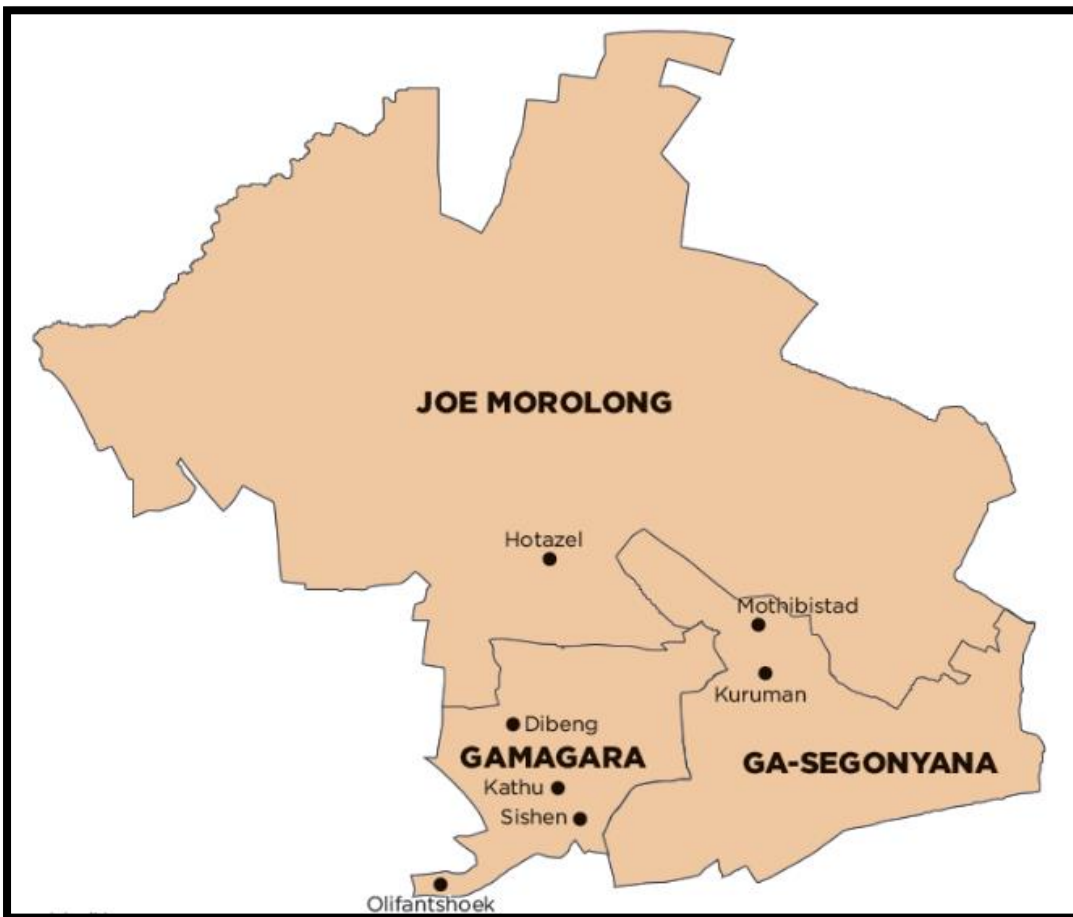 JOE MOROLONG
Hotazel
Mothibistad
Kuruman
Dibeng
GAMAGARA
GA-SEGONYANA
Kathu
Sishen
Olifantshoek